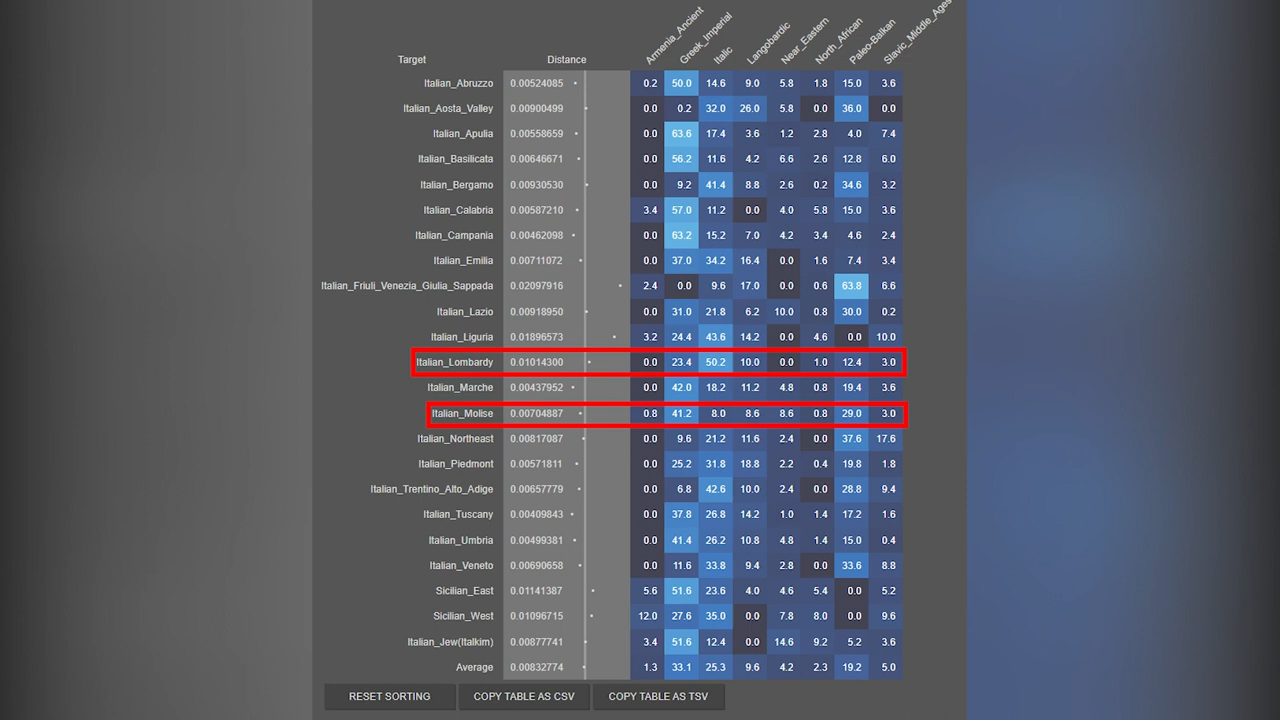 Target Distance Armenia_Ancient Greek_Imperial Italic Langobardic Near_Eastern North_African Paleo-Balkan Slavic_Middle_Ages
Italian_Abruzzo 0.00524085 0.2 50.0 14.6 9.0 5.8 1.8 15.0 3.6
Italian_Aosta_Valley 0.00900499 0.0 0.2 32.0 26.0 5.8 0.0 36.0 0.0
Italian_Apulia 0.00558659 0.0 63.6 17.4 3.6 1.2 2.8 4.0 7.4
Italian_Basilicata 0.00646671 0.0 56.2 11.6 4.2 6.6 2.6 12.8 6.0
Italian_Bergamo 0.00930530 0.0 9.2 41.4 8.8 2.6 0.2 34.6 3.2
Italian_Calabria 0.00587210 3.4 57.0 11.2 0.0 4.0 5.8 15.0 3.6
Italian_Campania 0.00462098 0.0 63.2 15.2 7.0 4.2 3.4 4.6 2.4
Italian_Emilia 0.00711072 0.0 37.0 34.2 16.4 0.0 1.6 7.4 3.4
Italian_Friuli_Venezia_Giulia_Sappada 0.02097916 2.4 0.0 9.6 17.0 0.0 0.6 63.8 6.6
Italian_Lazio 0.00918950 0.0 31.0 21.8 6.2 10.0 0.8 30.0 0.2
Italian_Liguria 0.01896573 3.2 24.4 43.6 14.2 0.0 4.6 0.0 10.0
Italian_Lombardy 0.01014300 0.0 23.4 50.2 10.0 0.0 1.0 12.4 3.0
Italian_Marche 0.00437952 0.0 42.0 18.2 11.2 4.8 0.8 19.4 3.6
Italian_Molise 0.00704887 0.8 41.2 8.0 8.6 8.6 0.8 29.0 3.0
Italian_Northeast 0.00817087 0.0 9.6 21.2 11.6 2.4 0.0 37.6 17.6
Italian_Piedmont 0.00571811 0.0 25.2 31.8 18.8 2.2 0.4 19.8 1.8
Italian_Trentino_Alto_Adige 0.00657779 0.0 6.8 42.6 10.0 2.4 0.0 28.8 9.4
Italian_Tuscany 0.00409843 0.0 37.8 26.8 14.2 1.0 1.4 17.2 1.6
Italian_Umbria 0.00499381 0.0 41.4 26.2 10.8 4.8 1.4 15.0 0.4
Italian_Veneto 0.00690658 0.0 11.6 33.8 9.4 2.8 0.0 33.6 8.8
Sicilian_East 0.01141387 5.6 51.6 23.6 4.0 4.6 5.4 0.0 5.2
Sicilian_West 0.01096715 12.0 27.6 35.0 0.0 7.8 8.0 0.0 9.6
Italian_Jew(Italkim) 0.00877741 3.4 51.6 12.4 0.0 14.6 9.2 5.2 3.6
Average 0.00832774 1.3 33.1 25.3 9.6 4.2 2.3 19.2 5.0
RESET SORTING COPY TABLE AS CSV COPY TABLE AS TSV